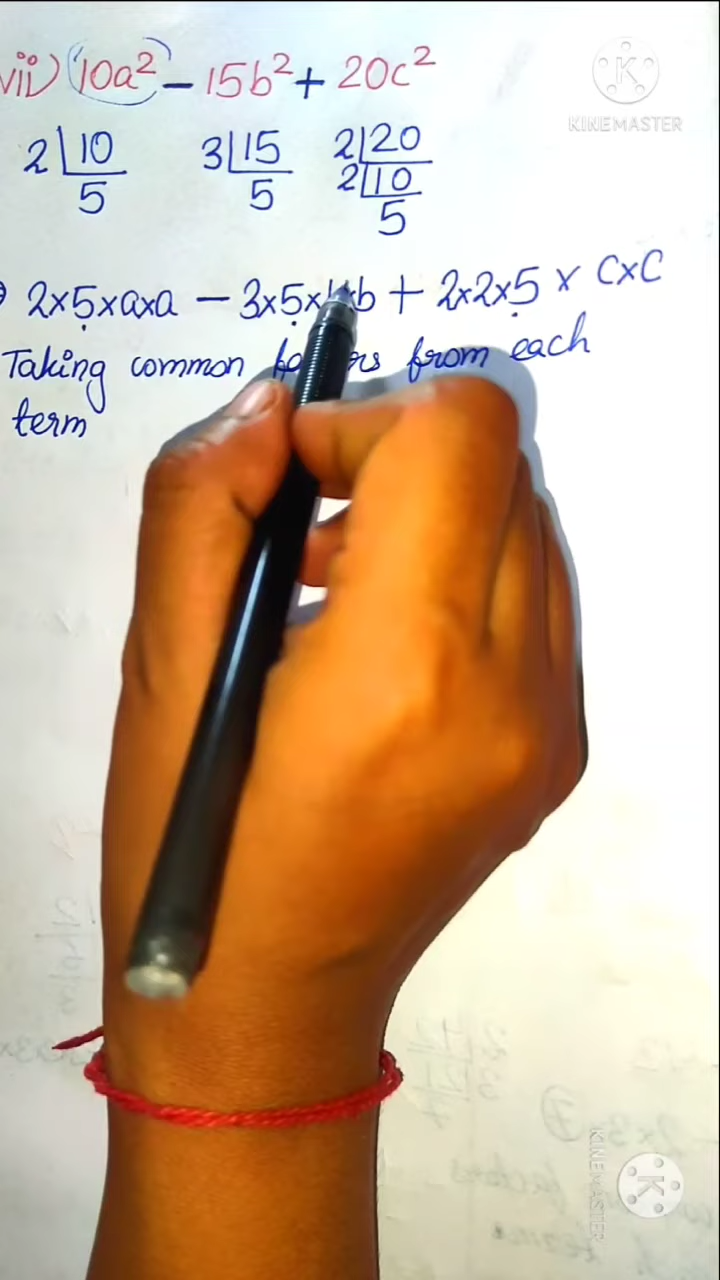 vii) 10a² - 15b² + 20c²
KINEMASTER
2 10 3 15 2 20
5 5 2 10
5
2×5×a×a - 3×5× ×b + 2×2×5 × c×c
Taking common from each
term
KINEMASTER